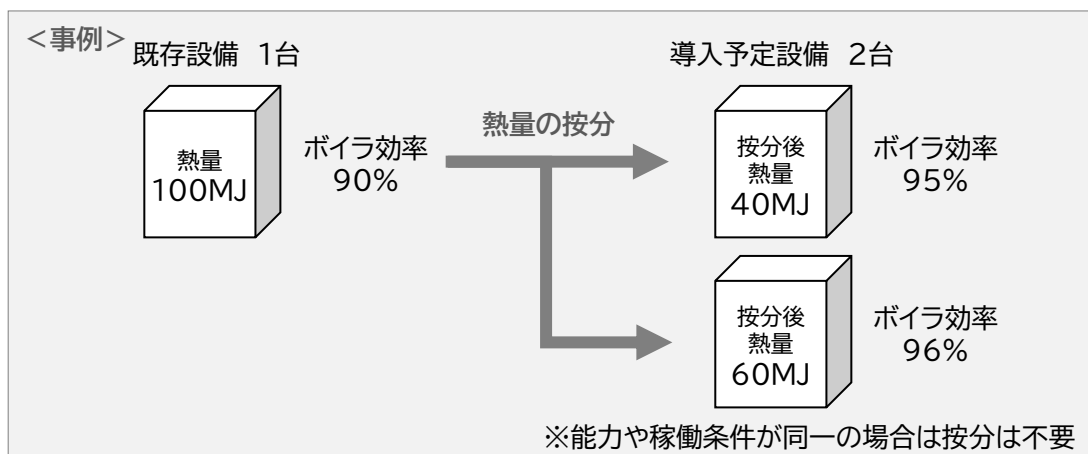 ＜事例＞
既存設備 1台
導入予定設備 2台
熱量
100MJ
ボイラ効率
90%
熱量の按分
按分後
熱量
40MJ
ボイラ効率
95%
按分後
熱量
60MJ
ボイラ効率
96%
※能力や稼働条件が同一の場合は按分は不要